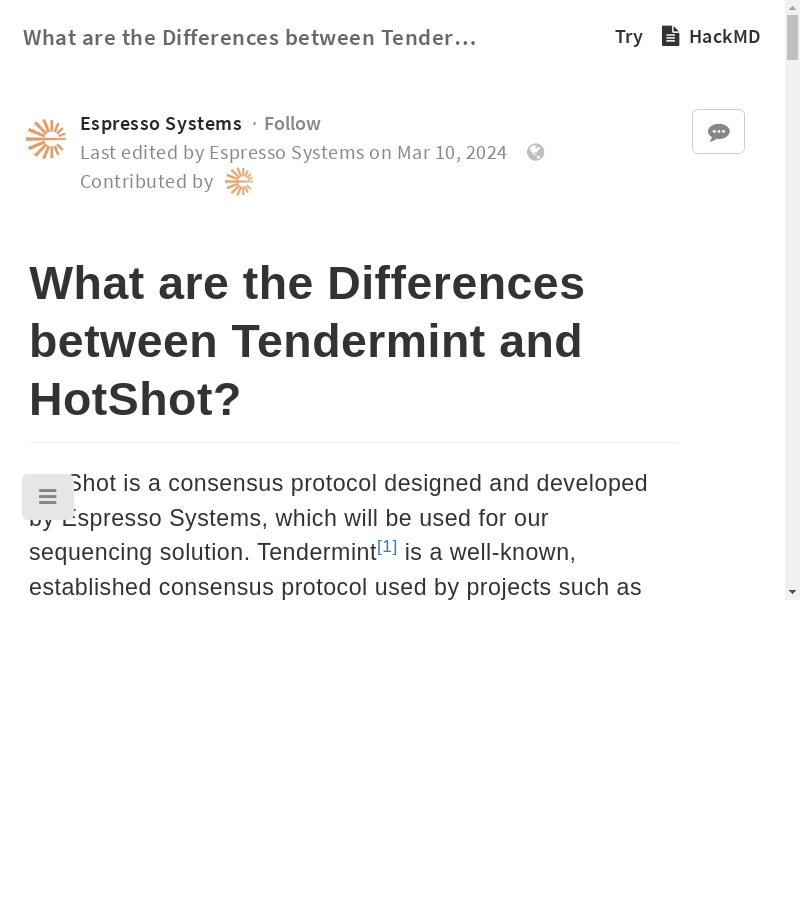 What are the Differences between Tender…
Try HackMD
Espresso Systems · Follow
Last edited by Espresso Systems on Mar 10, 2024
Contributed by
What are the Differences
between Tendermint and
HotShot?
Shot is a consensus protocol designed and developed
by Espresso Systems, which will be used for our
sequencing solution. Tendermint[1] is a well-known,
established consensus protocol used by projects such as